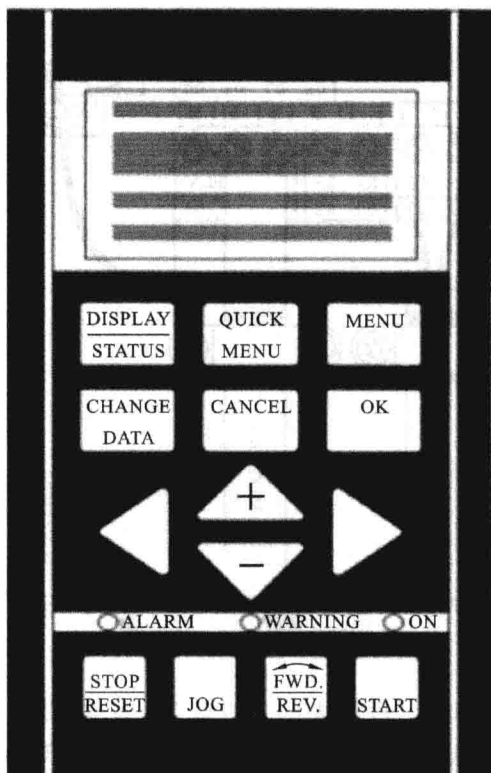 DISPLAY
STATUS
QUICK
MENU
MENU
CHANGE
DATA
CANCEL
OK
+
−
ALARM
WARNING
ON
STOP
RESET
JOG
FWD.
REV.
START